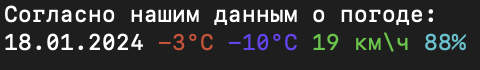 Согласно нашим данным о погоде:
18.01.2024 −3°C −10°C 19 км\ч 88%